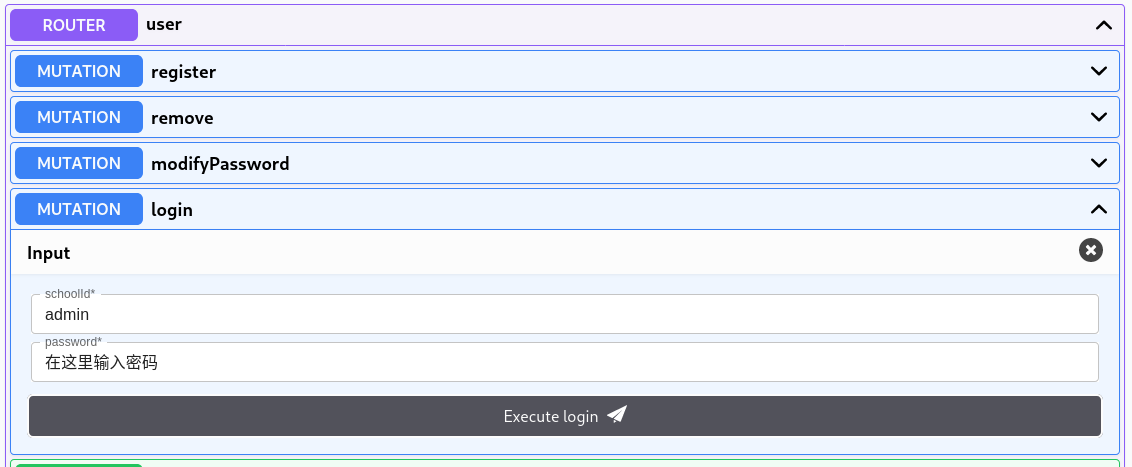 ROUTER user
MUTATION register
MUTATION remove
MUTATION modifyPassword
MUTATION login
Input
schoolId*
admin
password*
在这里输入密码
Execute login